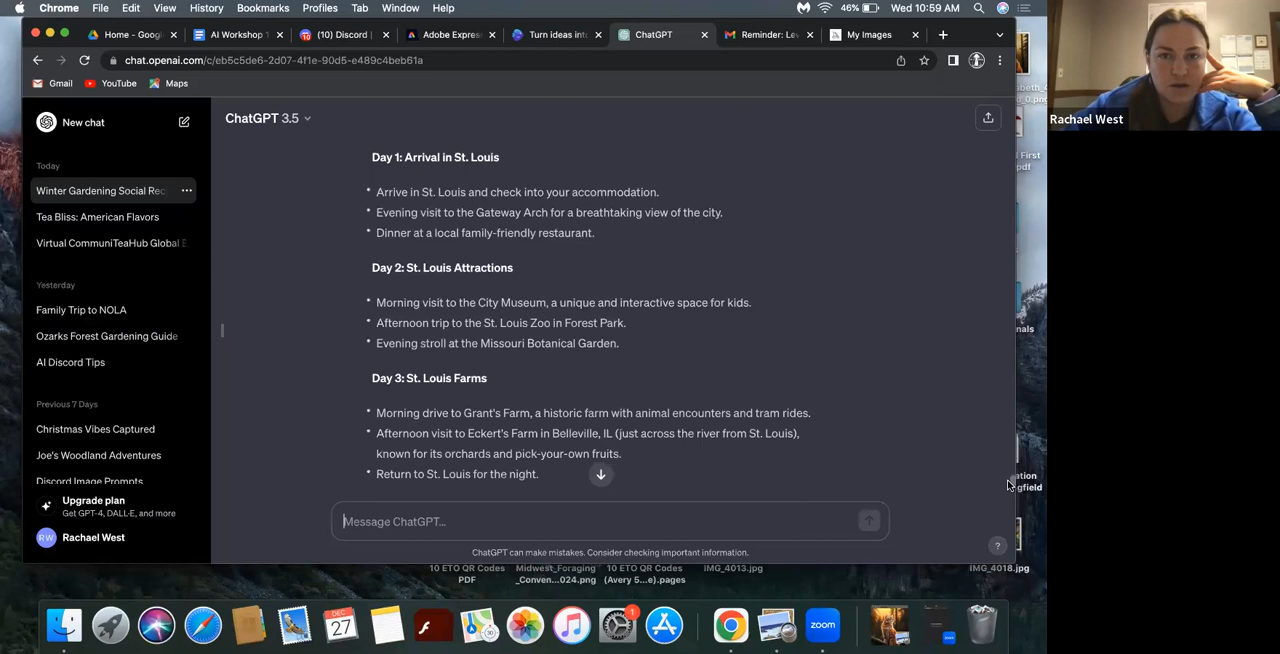 Chrome File Edit View History Bookmarks Profiles Tab Window Help 46% Wed 10:59 AM
Home - Googl AI Workshop 1 (10) Discord | Adobe Expres Turn ideas int ChatGPT Reminder: Le My Images
chat.openai.com/c/eb5c5de6-2d07-4f1e-90d5-e489c4beb61a
Gmail YouTube Maps
Rachael West
New chat
ChatGPT 3.5
Today
Winter Gardening Social Rec
Tea Bliss: American Flavors
Virtual CommuniTeaHub Global E
Yesterday
Family Trip to NOLA
Ozarks Forest Gardening Guide
AI Discord Tips
Previous 7 Days
Christmas Vibes Captured
Joe's Woodland Adventures
Discord Image Prompts
Upgrade plan
Get GPT-4, DALL·E, and more
RW Rachael West
Day 1: Arrival in St. Louis
• Arrive in St. Louis and check into your accommodation.
• Evening visit to the Gateway Arch for a breathtaking view of the city.
• Dinner at a local family-friendly restaurant.
Day 2: St. Louis Attractions
• Morning visit to the City Museum, a unique and interactive space for kids.
• Afternoon trip to the St. Louis Zoo in Forest Park.
• Evening stroll at the Missouri Botanical Garden.
Day 3: St. Louis Farms
• Morning drive to Grant's Farm, a historic farm with animal encounters and tram rides.
• Afternoon visit to Eckert's Farm in Belleville, IL (just across the river from St. Louis),
known for its orchards and pick-your-own fruits.
• Return to St. Louis for the night.
Message ChatGPT...
ChatGPT can make mistakes. Consider checking important information.
?
d First
pdf
nals
ation
gfield
10 ETO QR Codes
PDF
Midwest_Foraging
_Conven...024.png
10 ETO QR Codes
(Avery 5...e).pages
IMG_4013.jpg
IMG_4018.jpg
DEC
27
1
zoom